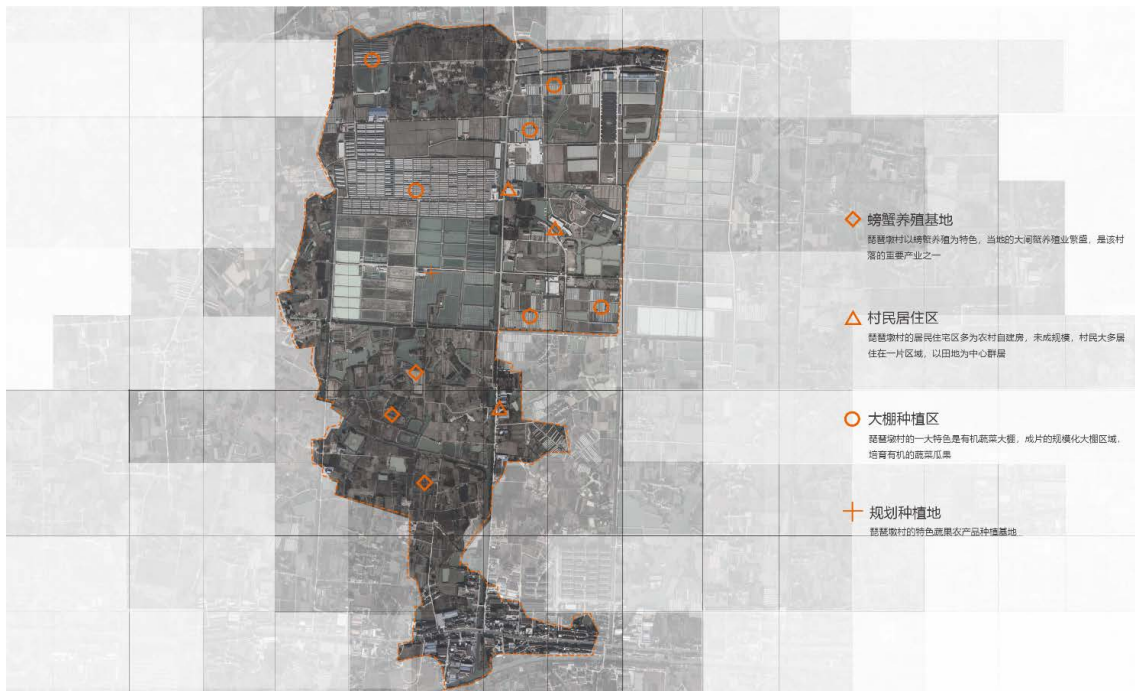 螃蟹养殖基地
琵琶墩村以螃蟹养殖为特色，当地的大闸蟹养殖业繁盛，是该村
落的重要产业之一
村民居住区
琵琶墩村的居民住宅区多为农村自建房，未成规模，村民大多居
住在一片区域，以田地为中心群居
大棚种植区
琵琶墩村的一大特色是有机蔬菜大棚，成片的规模化大棚区域，
培育有机的蔬菜瓜果
规划种植地
琵琶墩村的特色蔬果农产品种植基地